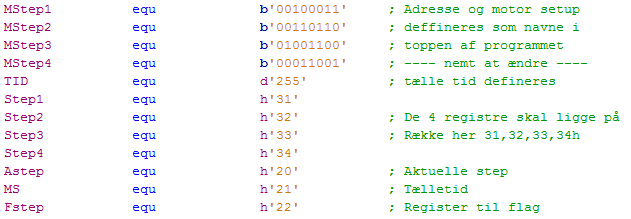 MStep1 equ b'00100011' ; Adresse og motor setup
MStep2 equ b'00110110' ; deffineres som navne i
MStep3 equ b'01001100' ; toppen af programmet
MStep4 equ b'00011001' ; ---- nemt at ændre ----
TID equ d'255' ; tælle tid defineres
Step1 equ h'31'
Step2 equ h'32' ; De 4 registre skal ligge på
Step3 equ h'33' ; Række her 31,32,33,34h
Step4 equ h'34'
Astep equ h'20' ; Aktuelle step
MS equ h'21' ; Tælletid
Fstep equ h'22' ; Register til flag